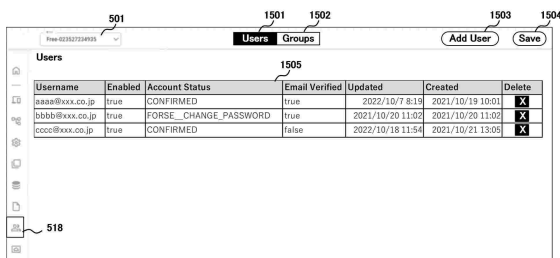 501 1501 1502 1503 1504
Free-023527224935 Users Groups Add User Save
Users
1505
Username Enabled Account Status Email Verified Updated Created Delete
aaaa@xxx.co.jp true CONFIRMED true 2022/10/7 8:19 2021/10/19 10:01 X
bbbb@xxx.co.jp true FORSE__CHANGE_PASSWORD true 2021/10/20 11:02 2021/10/20 11:02 X
cccc@xxx.co.jp true CONFIRMED false 2022/10/18 11:54 2021/10/21 13:05 X
518